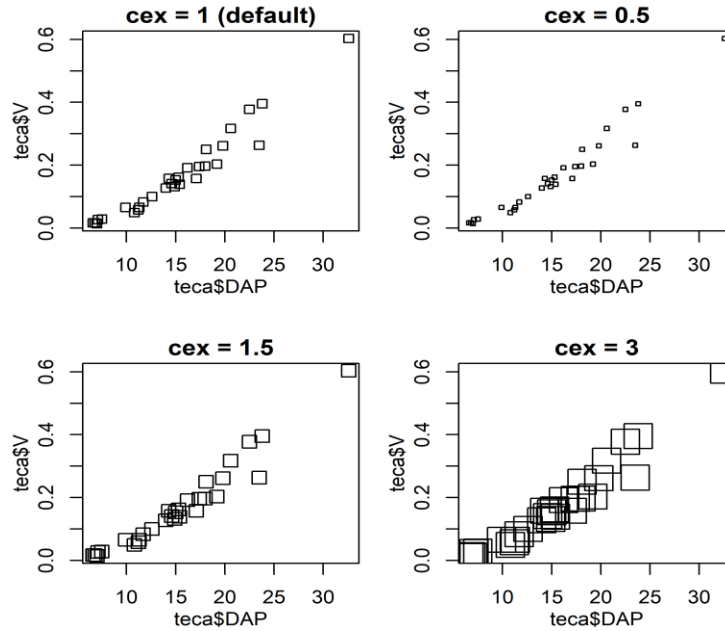 cex = 1 (default)
teca$V
0.0 0.2 0.4 0.6
10 15 20 25 30
teca$DAP
cex = 0.5
teca$V
0.0 0.2 0.4 0.6
10 15 20 25 30
teca$DAP
cex = 1.5
teca$V
0.0 0.2 0.4 0.6
10 15 20 25 30
teca$DAP
cex = 3
teca$V
0.0 0.2 0.4 0.6
10 15 20 25 30
teca$DAP